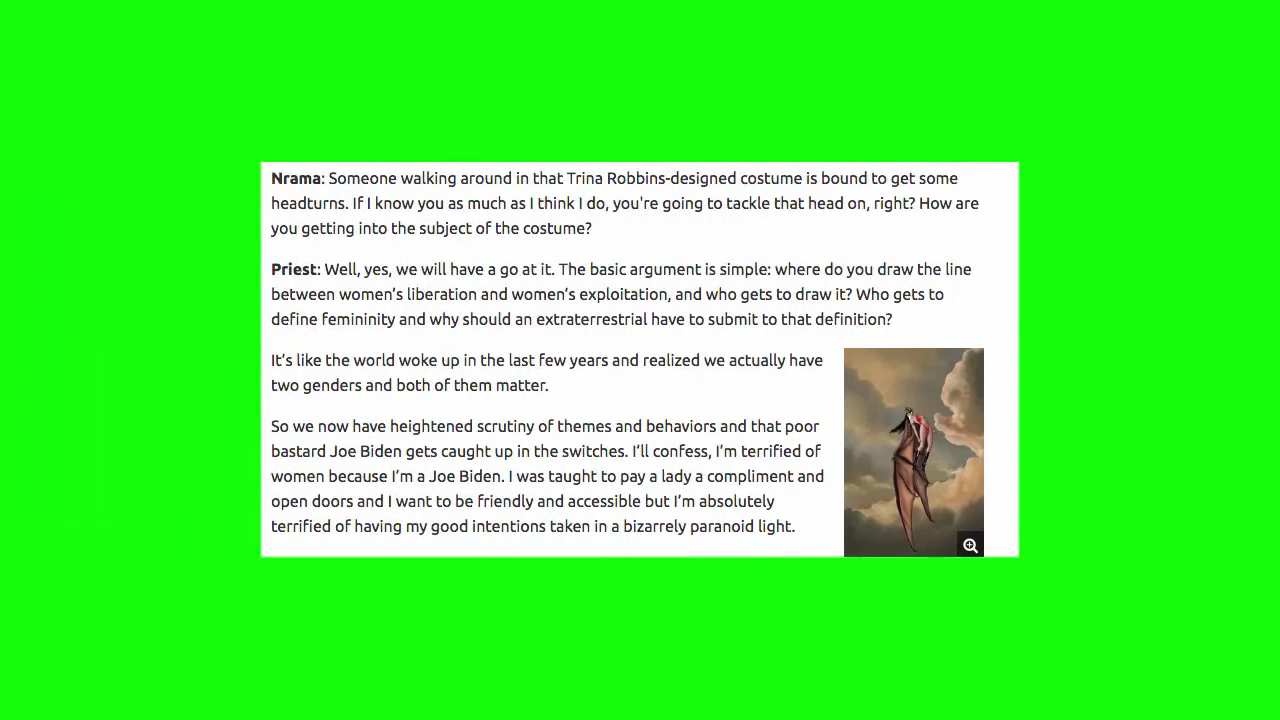 Nrama: Someone walking around in that Trina Robbins-designed costume is bound to get some
headturns. If I know you as much as I think I do, you're going to tackle that head on, right? How are
you getting into the subject of the costume?
Priest: Well, yes, we will have a go at it. The basic argument is simple: where do you draw the line
between women’s liberation and women’s exploitation, and who gets to draw it? Who gets to
define femininity and why should an extraterrestrial have to submit to that definition?
It’s like the world woke up in the last few years and realized we actually have
two genders and both of them matter.
So we now have heightened scrutiny of themes and behaviors and that poor
bastard Joe Biden gets caught up in the switches. I’ll confess, I’m terrified of
women because I’m a Joe Biden. I was taught to pay a lady a compliment and
open doors and I want to be friendly and accessible but I’m absolutely
terrified of having my good intentions taken in a bizarrely paranoid light.